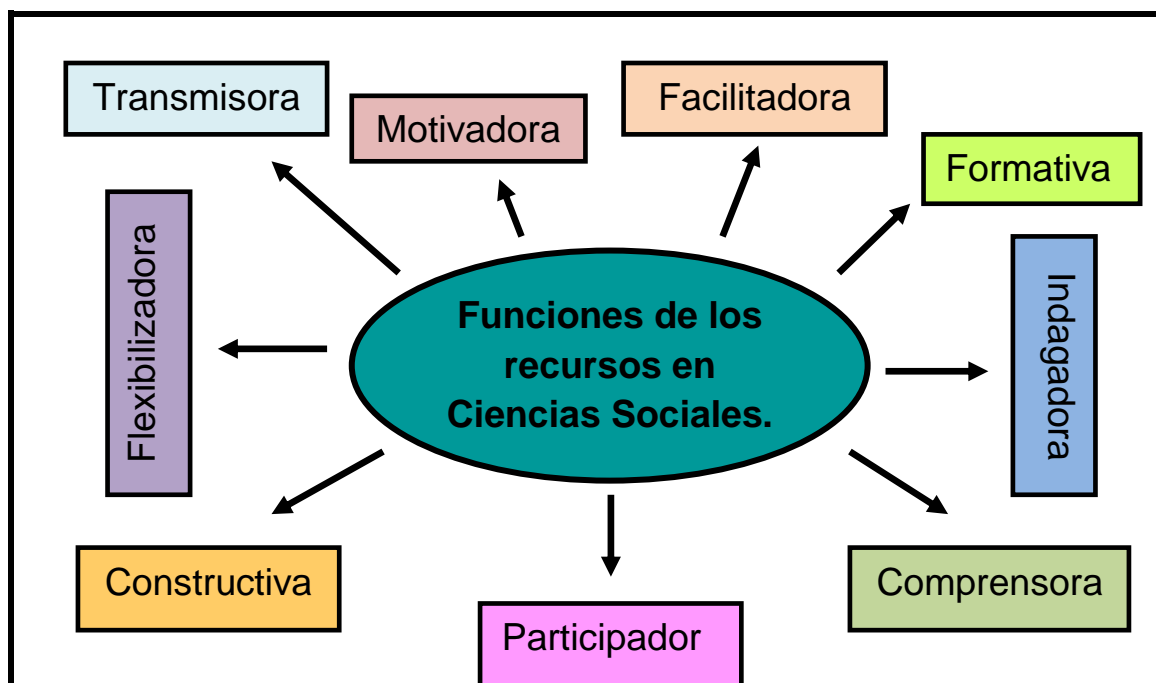 Transmisora
Motivadora
Facilitadora
Formativa
Flexibilizadora
Funciones de los
recursos en
Ciencias Sociales.
Indagadora
Constructiva
Participador
Comprensora